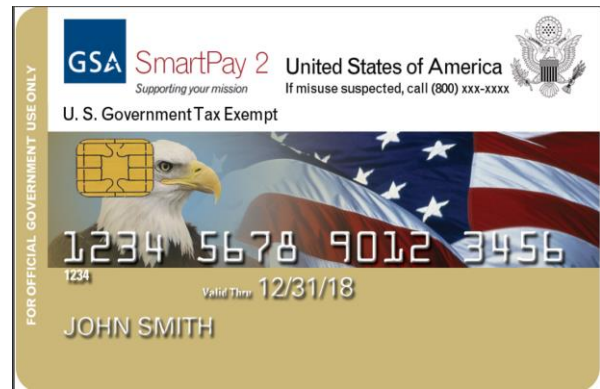 FOR OFFICIAL GOVERNMENT USE ONLY
GSA SmartPay 2
Supporting your mission
United States of America
If misuse suspected, call (800) xxx-xxxx
U. S. Government Tax Exempt
1234 5678 9012 3456
1234
Valid Thru 12/31/18
JOHN SMITH